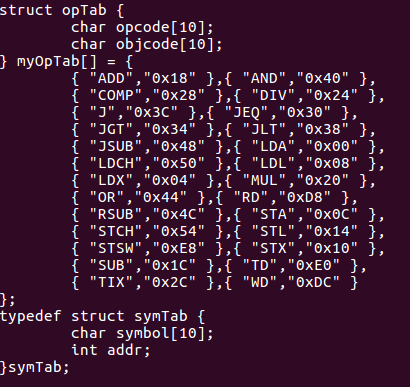 struct opTab {
        char opcode[10];
        char objcode[10];
} myOpTab[] = {
        { "ADD","0x18" },{ "AND","0x40" },
        { "COMP","0x28" },{ "DIV","0x24" },
        { "J","0x3C" },{ "JEQ","0x30" },
        { "JGT","0x34" },{ "JLT","0x38" },
        { "JSUB","0x48" },{ "LDA","0x00" },
        { "LDCH","0x50" },{ "LDL","0x08" },
        { "LDX","0x04" },{ "MUL","0x20" },
        { "OR","0x44" },{ "RD","0xD8" },
        { "RSUB","0x4C" },{ "STA","0x0C" },
        { "STCH","0x54" },{ "STL","0x14" },
        { "STSW","0xE8" },{ "STX","0x10" },
        { "SUB","0x1C" },{ "TD","0xE0" },
        { "TIX","0x2C" },{ "WD","0xDC" }
};
typedef struct symTab {
        char symbol[10];
        int addr;
}symTab;